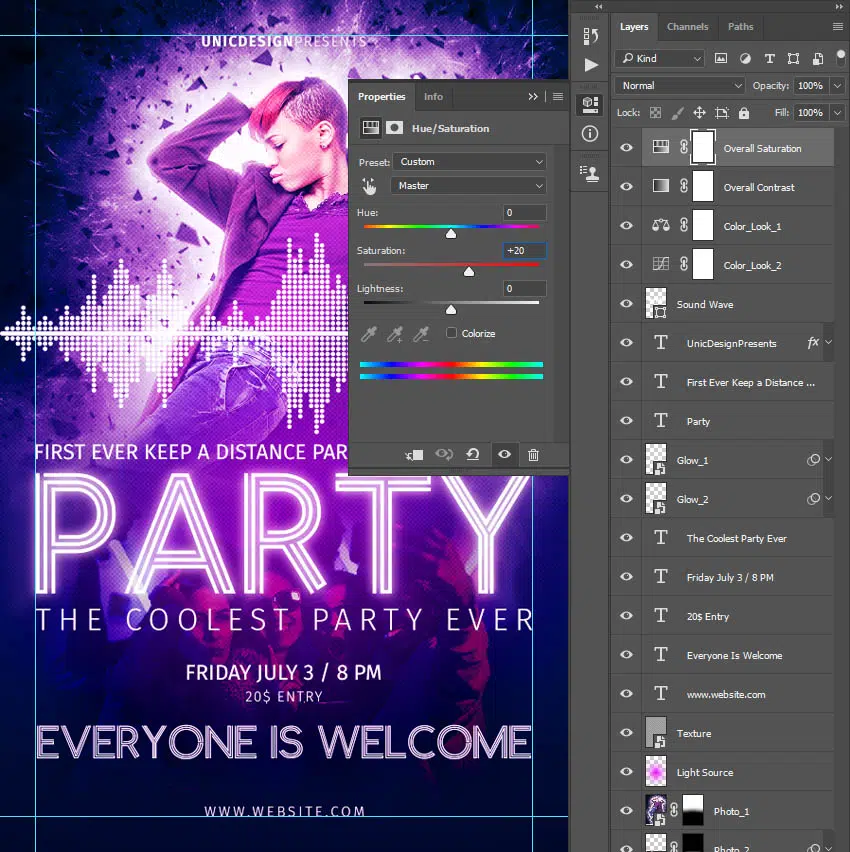 UNICDESIGNPRESENTS
FIRST EVER KEEP A DISTANCE PAR
PARTY
THE COOLEST PARTY EVER
FRIDAY JULY 3 / 8 PM
20$ ENTRY
EVERYONE IS WELCOME
WWW.WEBSITE.COM
Properties
Info
Hue/Saturation
Preset: Custom
Master
Hue: 0
Saturation: +20
Lightness: 0
Colorize
Layers
Channels
Paths
Kind
Normal
Opacity: 100%
Lock:
Fill: 100%
Overall Saturation
Overall Contrast
Color_Look_1
Color_Look_2
Sound Wave
T UnicDesignPresents fx
T First Ever Keep a Distance ...
T Party
Glow_1
Glow_2
T The Coolest Party Ever
T Friday July 3 / 8 PM
T 20$ Entry
T Everyone Is Welcome
T www.website.com
Texture
Light Source
Photo_1
Photo_2